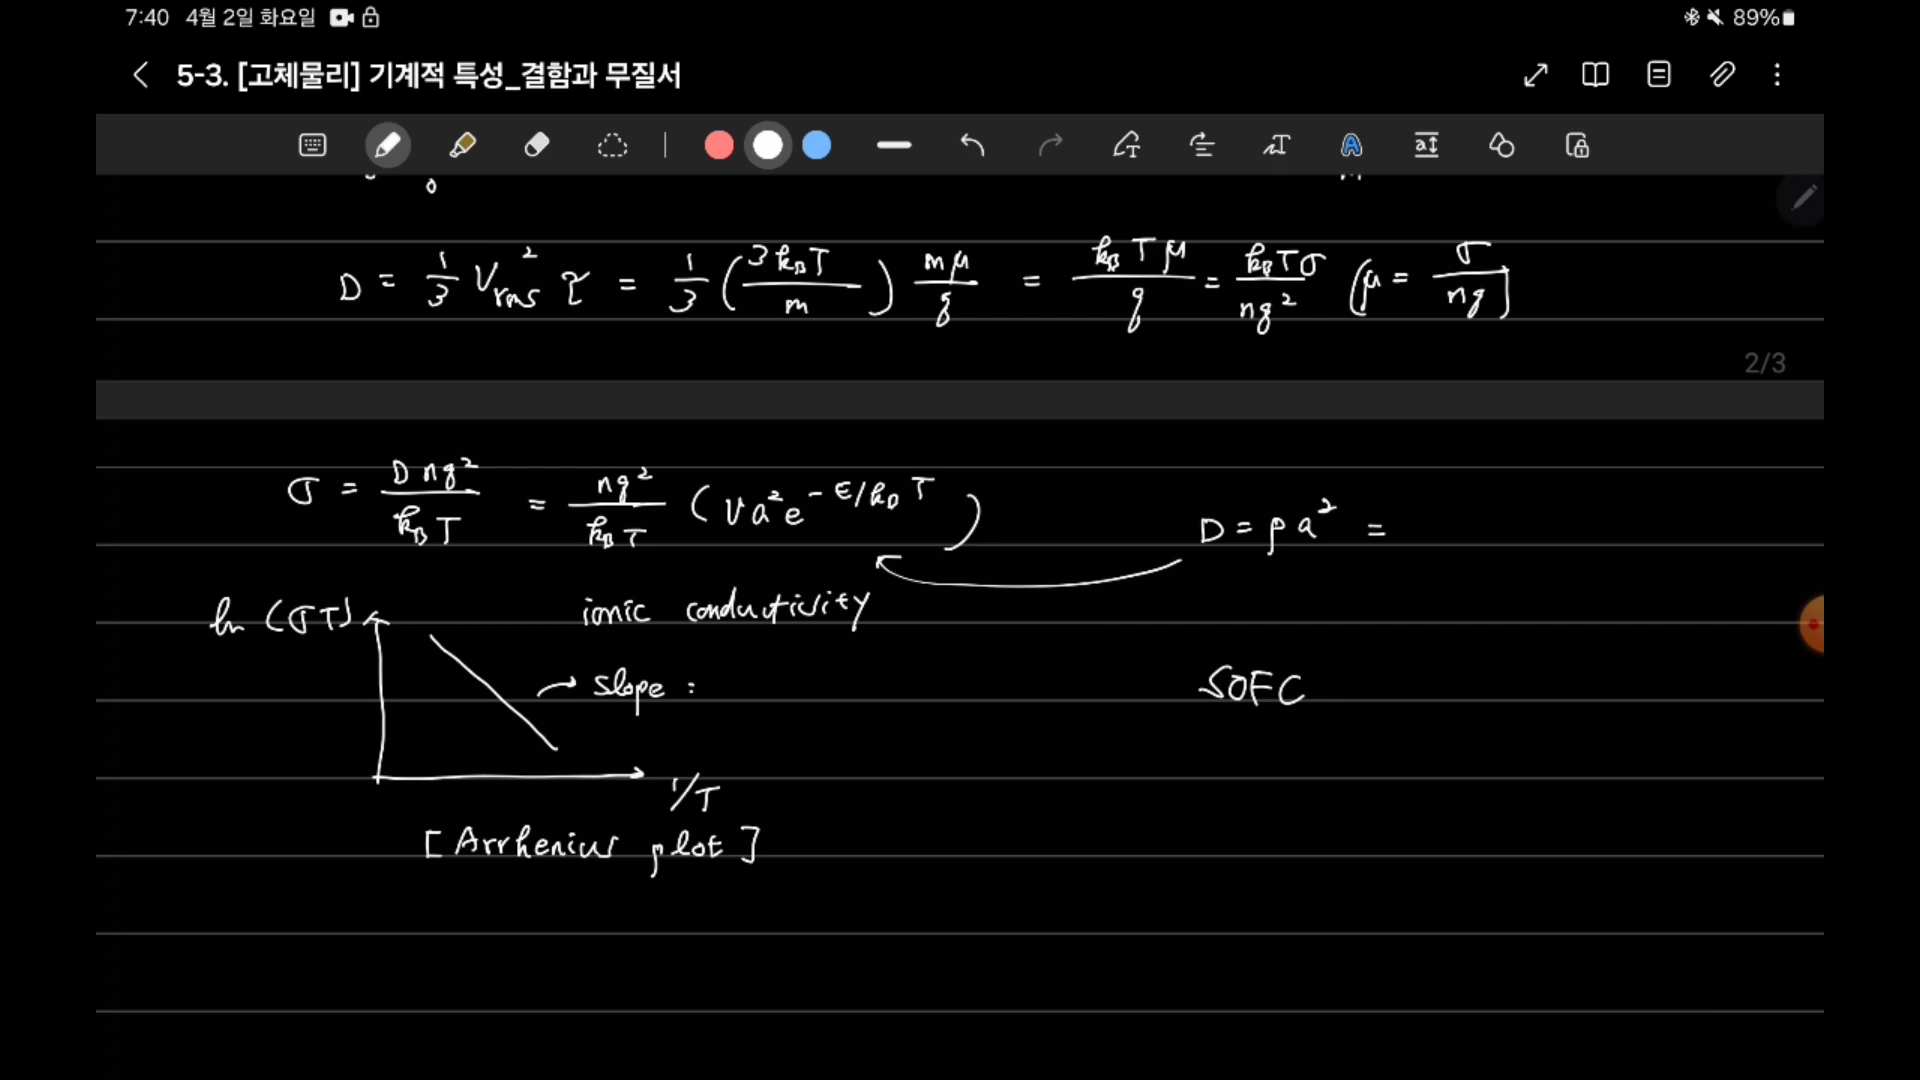 7:40 4월 2일 화요일 89%
5-3. [고체물리] 기계적 특성_결함과 무질서
D = 1/3 V_rms² τ = 1/3 (3k_BT/m) mμ/q = k_BTμ/q = k_BTσ/nq² (μ = σ/nq)
2/3
σ = Dnq²/k_BT = nq²/k_BT (νa²e^(-ε/k_BT)) D = pa² =
ln (σT) ionic conductivity
→ slope : SOFC
1/T
[Arrhenius plot]